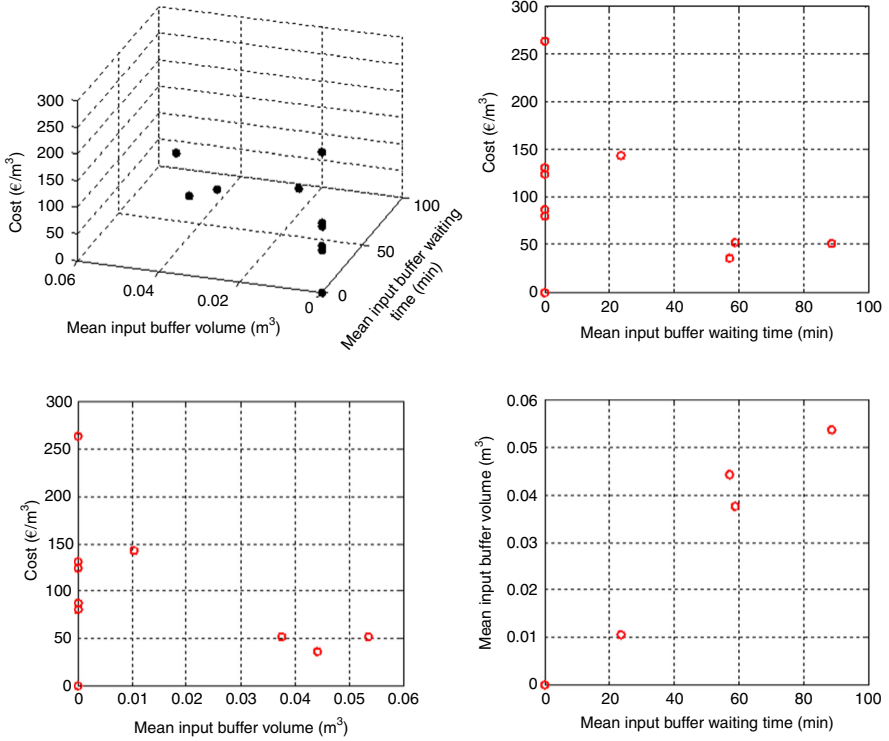 300
250
200
150
100
50
0
Cost (€/m³)
0.06
0.04
0.02
0
Mean input buffer volume (m³)
0
50
100
Mean input buffer waiting
time (min)
300
250
200
150
100
50
0
Cost (€/m³)
0 20 40 60 80 100
Mean input buffer waiting time (min)
300
250
200
150
100
50
0
Cost (€/m³)
0 0.01 0.02 0.03 0.04 0.05 0.06
Mean input buffer volume (m³)
0.06
0.05
0.04
0.03
0.02
0.01
0
Mean input buffer volume (m³)
0 20 40 60 80 100
Mean input buffer waiting time (min)